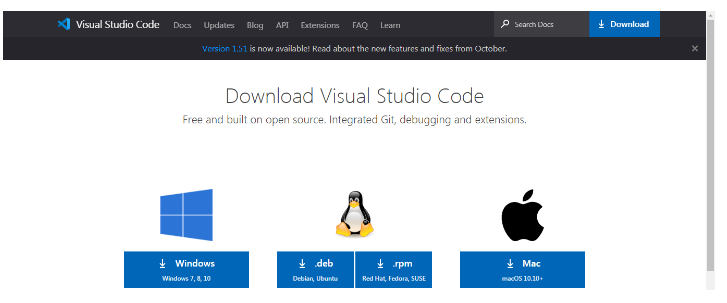 Visual Studio Code Docs Updates Blog API Extensions FAQ Learn Search Docs Download
Version 1.51 is now available! Read about the new features and fixes from October.
Download Visual Studio Code
Free and built on open source. Integrated Git, debugging and extensions.
Windows .deb .rpm Mac
Windows 7, 8, 10 Debian, Ubuntu Red Hat, Fedora, SUSE macOS 10.10+